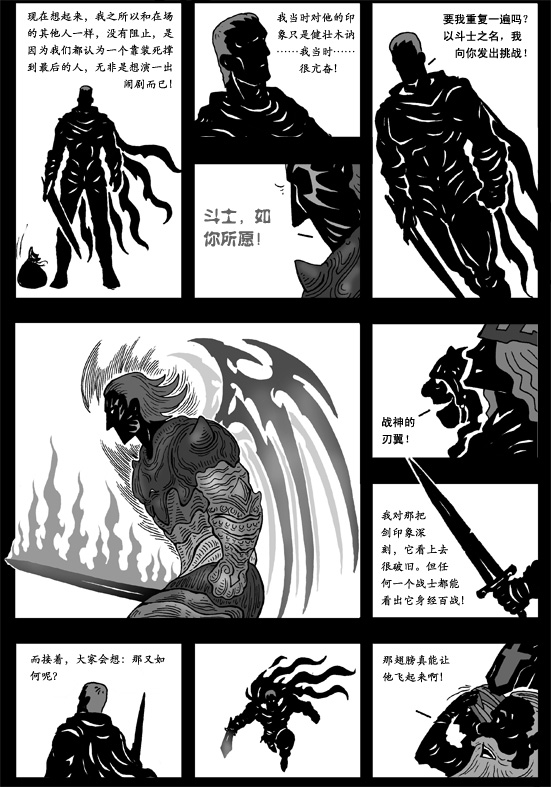 现在想起来，我之所以和在场
的其他人一样，没有阻止，是
因为我们都认为一个靠装死撑
到最后的人，无非是想演一出
闹剧而已！
我当时对他的印
象只是健壮木讷
……我当时……
很亢奋！
要我重复一遍吗？
以斗士之名，我
向你发出挑战！
斗士，如
你所愿！
战神的
刃翼！
我对那把
剑印象深
刻，它看上去
很破旧。但任
何一个战士都能
看出它身经百战！
而接着，大家会想：那又如
何呢？
那翅膀真能让
他飞起来啊！